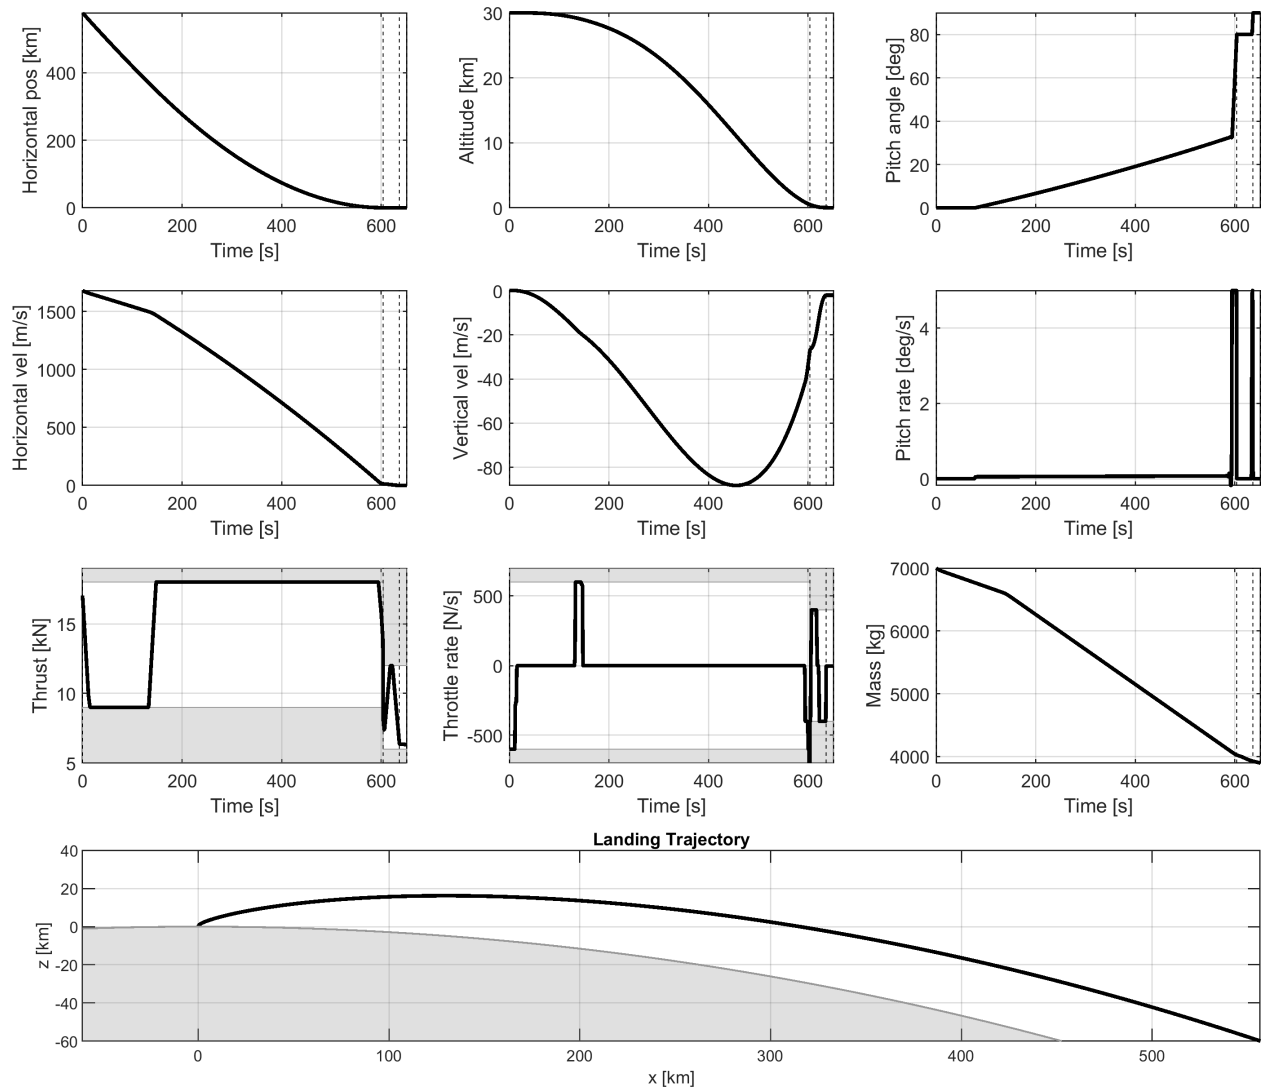 Horizontal pos [km]
400
200
0
0 200 400 600
Time [s]
Altitude [km]
30
20
10
0
0 200 400 600
Time [s]
Pitch angle [deg]
80
60
40
20
0
0 200 400 600
Time [s]
Horizontal vel [m/s]
1500
1000
500
0
0 200 400 600
Time [s]
Vertical vel [m/s]
0
-20
-40
-60
-80
0 200 400 600
Time [s]
Pitch rate [deg/s]
4
2
0
0 200 400 600
Time [s]
Thrust [kN]
15
10
5
0 200 400 600
Time [s]
Throttle rate [N/s]
500
0
-500
0 200 400 600
Time [s]
Mass [kg]
7000
6000
5000
4000
0 200 400 600
Time [s]
Landing Trajectory
z [km]
40
20
0
-20
-40
-60
0 100 200 300 400 500
x [km]